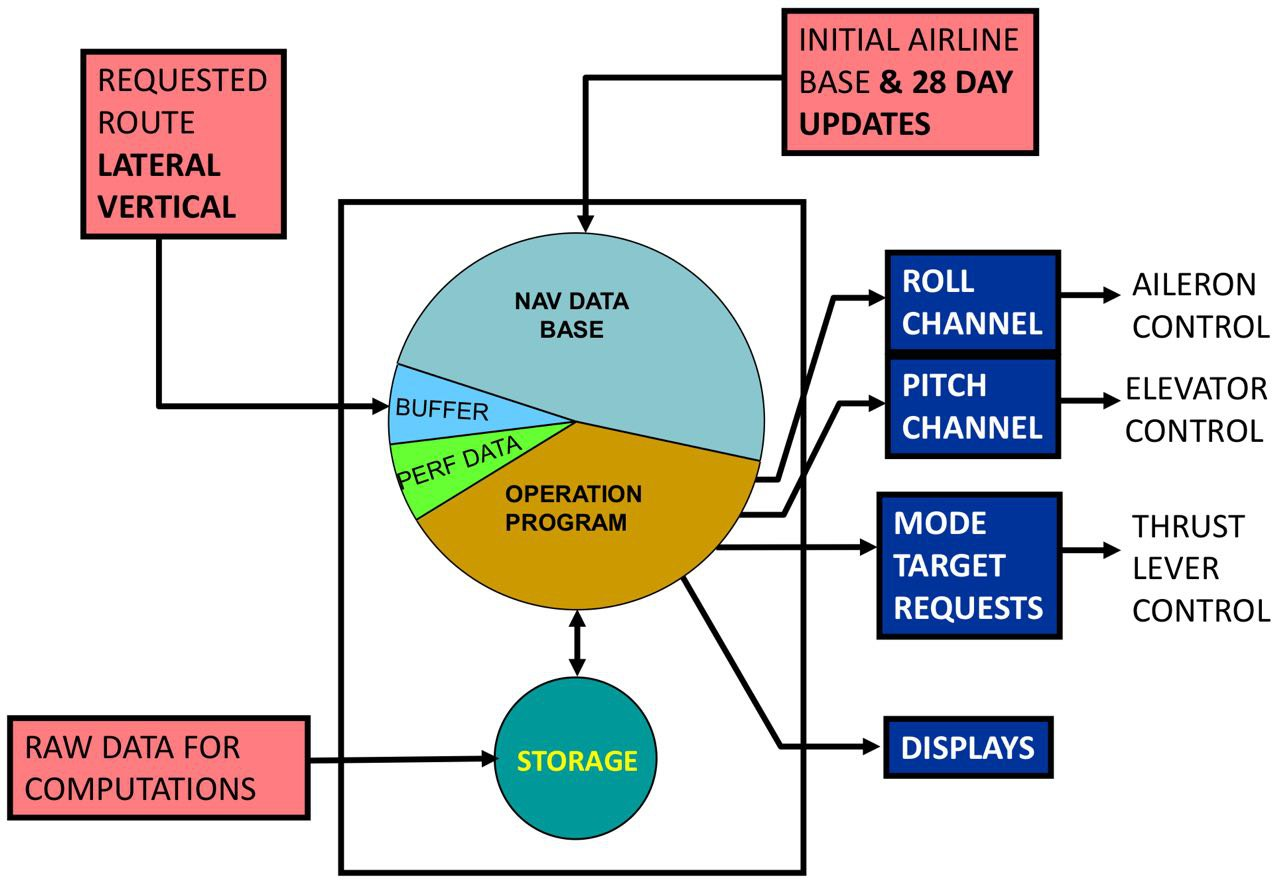 INITIAL AIRLINE
BASE & 28 DAY
UPDATES
REQUESTED
ROUTE
LATERAL
VERTICAL
NAV DATA
BASE
BUFFER
PERF DATA
OPERATION
PROGRAM
ROLL
CHANNEL
AILERON
CONTROL
PITCH
CHANNEL
ELEVATOR
CONTROL
MODE
TARGET
REQUESTS
THRUST
LEVER
CONTROL
RAW DATA FOR
COMPUTATIONS
STORAGE
DISPLAYS